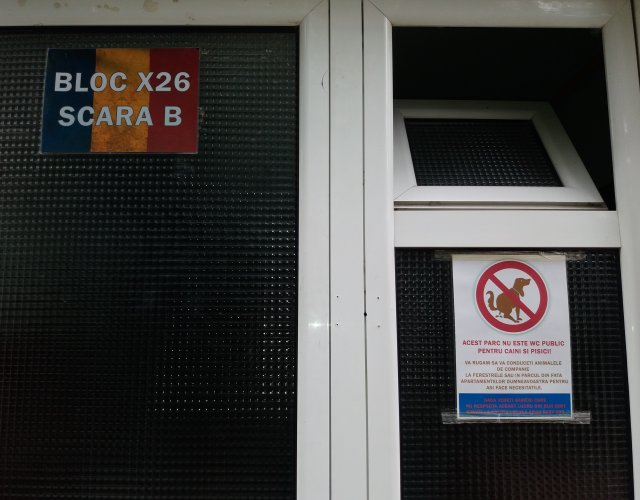 BLOC X26
SCARA B
ACEST PARC NU ESTE WC PUBLIC
PENTRU CAINI SI PISICI!
VA RUGAM SA VA CONDUCETI ANIMALELE
DE COMPANIE
LA FERESTRELE SAU IN PARCUL DIN FATA
APARTAMENTELOR DUMNEAVOASTRA PENTRU
ASI FACE NECESITATILE.